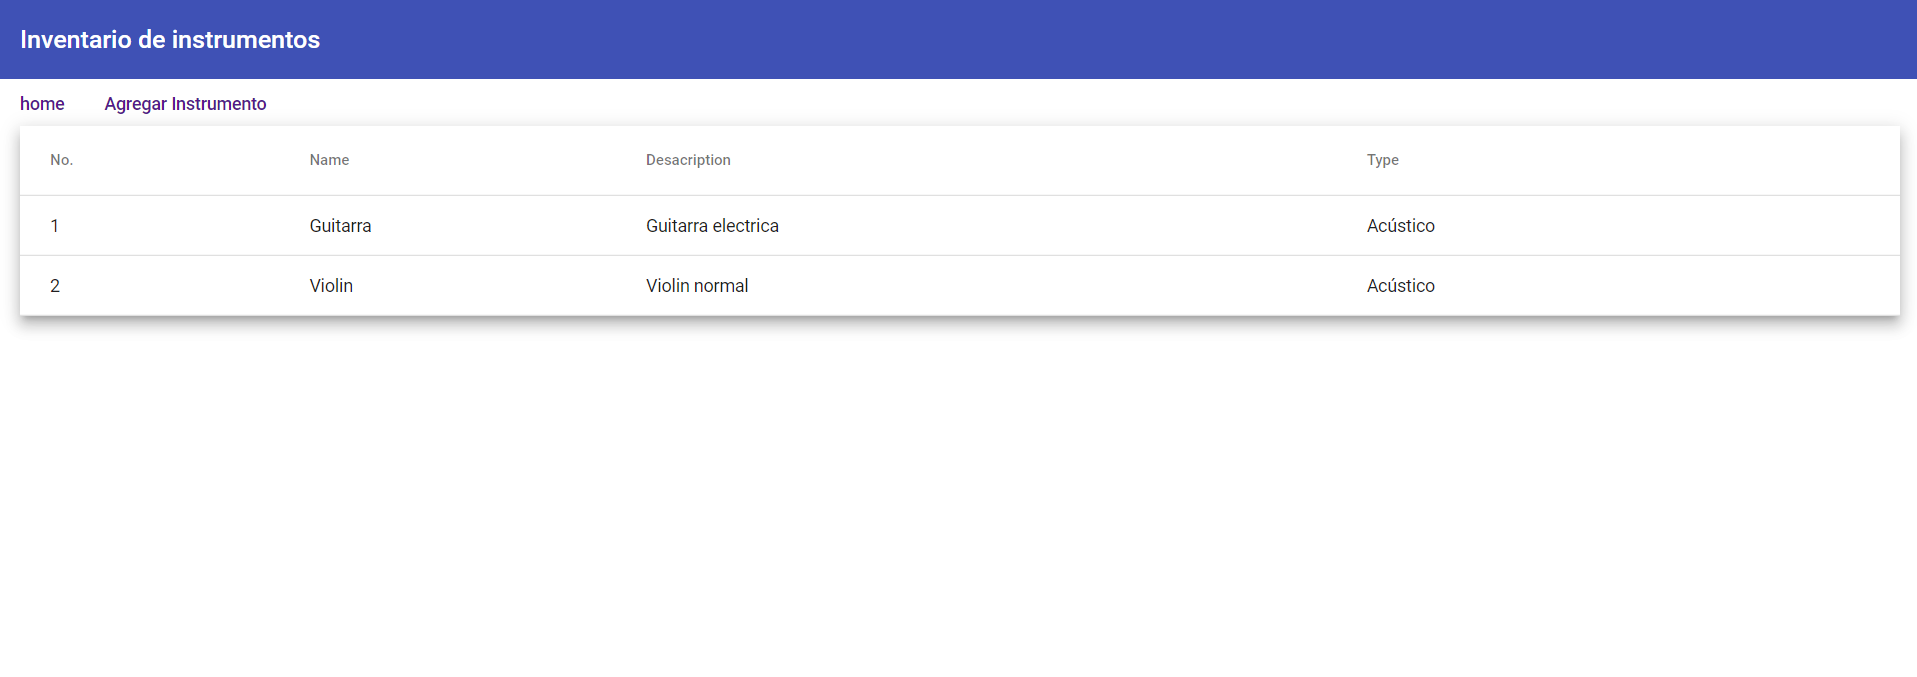 Inventario de instrumentos
home Agregar Instrumento
No. Name Desacription Type
1 Guitarra Guitarra electrica Acústico
2 Violin Violin normal Acústico